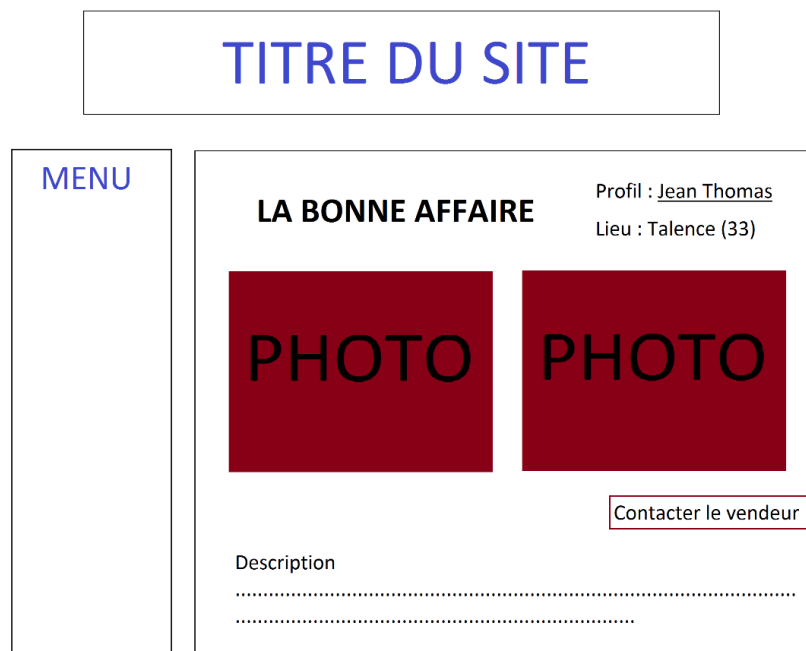 TITRE DU SITE
MENU
LA BONNE AFFAIRE
Profil : Jean Thomas
Lieu : Talence (33)
PHOTO
PHOTO
Contacter le vendeur
Description
....................................................................................................
.......................................................................